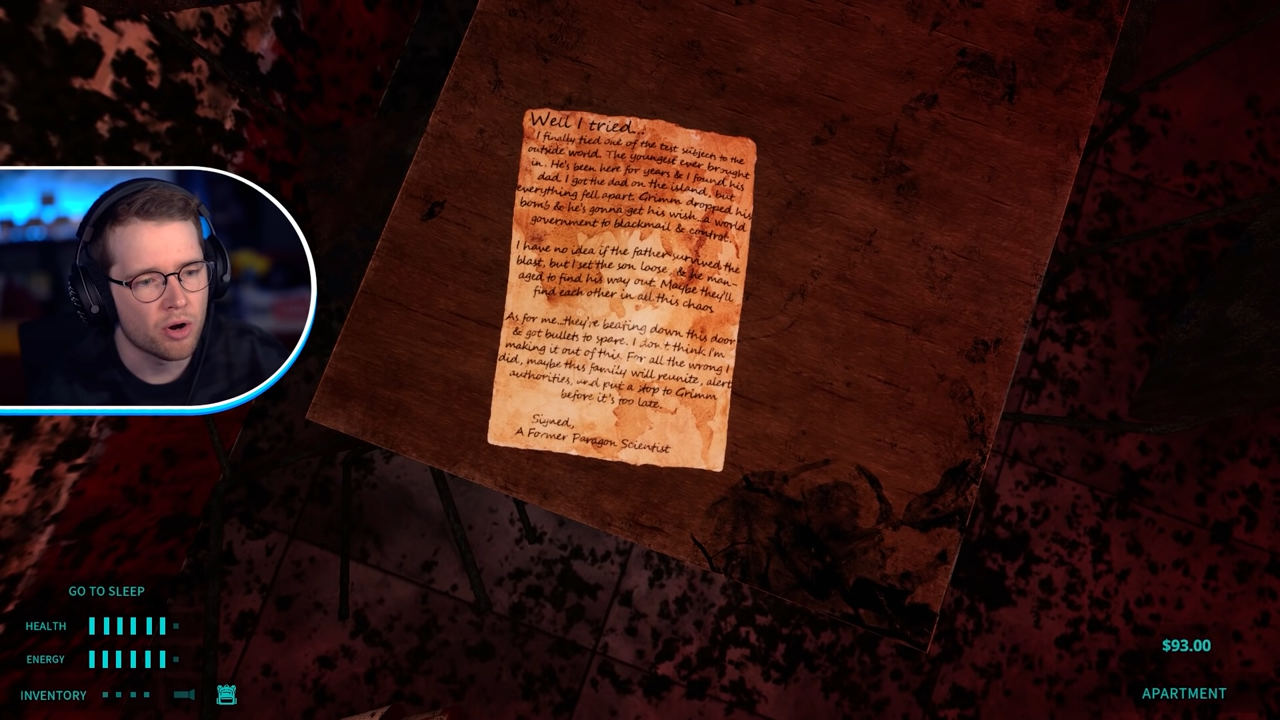 Well I tried...
I finally tied one of the test subjects to the
outside world. The youngest ever brought
in. He's been here for years & I found his
dad. I got the dad on the island, but
everything fell apart. Grimm dropped his
bomb & he's gonna get his wish...a world
government to blackmail & control.
I have no idea if the father survived the
blast, but I set the son loose, & he man-
aged to find his way out. Maybe they'll
find each other in all this chaos
As for me...they're beating down this door
& got bullets to spare. I don't think I'm
making it out of this. For all the wrong I
did, maybe this family will reunite, alert
authorities, and put a stop to Grimm
before it's too late.
Signed,
A Former Paragon Scientist
GO TO SLEEP
HEALTH
ENERGY
INVENTORY
$93.00
APARTMENT